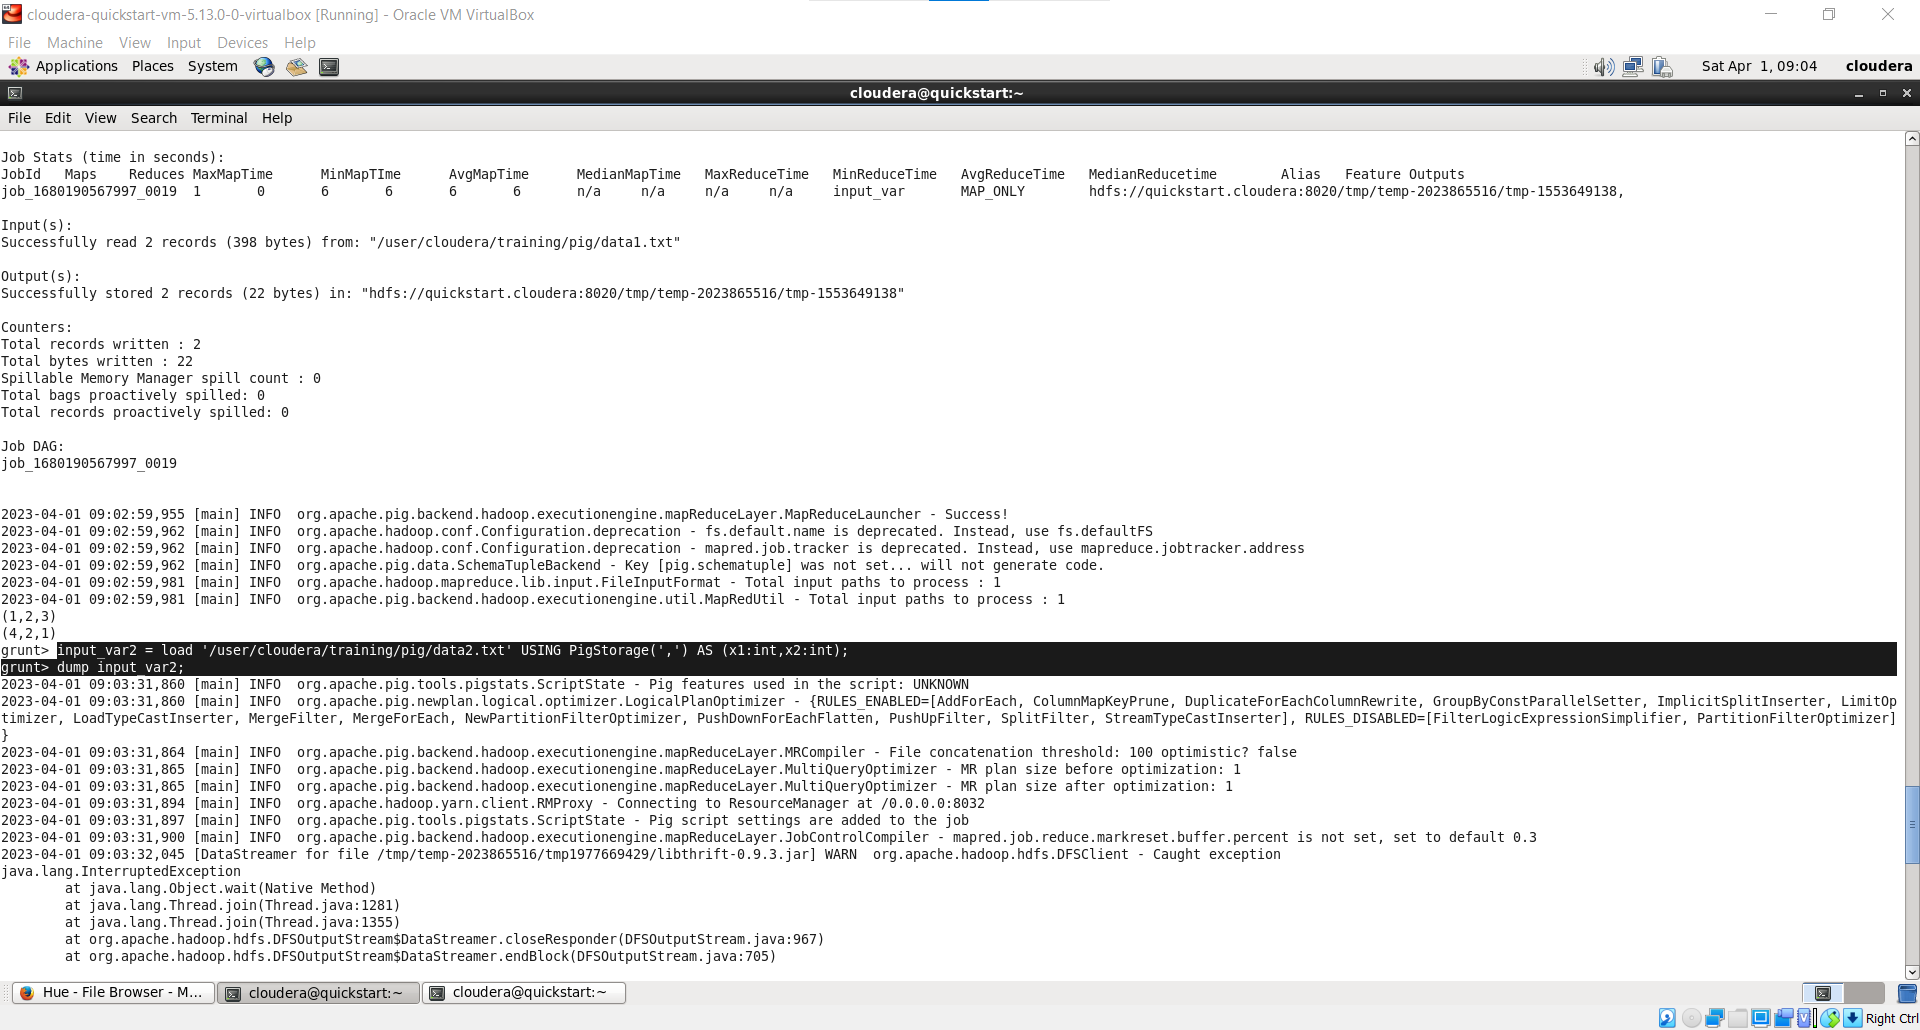 cloudera-quickstart-vm-5.13.0-0-virtualbox [Running] - Oracle VM VirtualBox
File Machine View Input Devices Help
Applications Places System Sat Apr 1, 09:04 cloudera
cloudera@quickstart:~
File Edit View Search Terminal Help
Job Stats (time in seconds):
JobId Maps Reduces MaxMapTime MinMapTIme AvgMapTime MedianMapTime MaxReduceTime MinReduceTime AvgReduceTime MedianReducetime Alias Feature Outputs
job_1680190567997_0019 1 0 6 6 6 6 n/a n/a n/a n/a input_var MAP_ONLY hdfs://quickstart.cloudera:8020/tmp/temp-2023865516/tmp-1553649138,
Input(s):
Successfully read 2 records (398 bytes) from: "/user/cloudera/training/pig/data1.txt"
Output(s):
Successfully stored 2 records (22 bytes) in: "hdfs://quickstart.cloudera:8020/tmp/temp-2023865516/tmp-1553649138"
Counters:
Total records written : 2
Total bytes written : 22
Spillable Memory Manager spill count : 0
Total bags proactively spilled: 0
Total records proactively spilled: 0
Job DAG:
job_1680190567997_0019
2023-04-01 09:02:59,955 [main] INFO org.apache.pig.backend.hadoop.executionengine.mapReduceLayer.MapReduceLauncher - Success!
2023-04-01 09:02:59,962 [main] INFO org.apache.hadoop.conf.Configuration.deprecation - fs.default.name is deprecated. Instead, use fs.defaultFS
2023-04-01 09:02:59,962 [main] INFO org.apache.hadoop.conf.Configuration.deprecation - mapred.job.tracker is deprecated. Instead, use mapreduce.jobtracker.address
2023-04-01 09:02:59,962 [main] INFO org.apache.pig.data.SchemaTupleBackend - Key [pig.schematuple] was not set... will not generate code.
2023-04-01 09:02:59,981 [main] INFO org.apache.hadoop.mapreduce.lib.input.FileInputFormat - Total input paths to process : 1
2023-04-01 09:02:59,981 [main] INFO org.apache.pig.backend.hadoop.executionengine.util.MapRedUtil - Total input paths to process : 1
(1,2,3)
(4,2,1)
grunt> input_var2 = load '/user/cloudera/training/pig/data2.txt' USING PigStorage(',') AS (x1:int,x2:int);
grunt> dump input_var2;
2023-04-01 09:03:31,860 [main] INFO org.apache.pig.tools.pigstats.ScriptState - Pig features used in the script: UNKNOWN
2023-04-01 09:03:31,860 [main] INFO org.apache.pig.newplan.logical.optimizer.LogicalPlanOptimizer - {RULES_ENABLED=[AddForEach, ColumnMapKeyPrune, DuplicateForEachColumnRewrite, GroupByConstParallelSetter, ImplicitSplitInserter, LimitOp
timizer, LoadTypeCastInserter, MergeFilter, MergeForEach, NewPartitionFilterOptimizer, PushDownForEachFlatten, PushUpFilter, SplitFilter, StreamTypeCastInserter], RULES_DISABLED=[FilterLogicExpressionSimplifier, PartitionFilterOptimizer]
}
2023-04-01 09:03:31,864 [main] INFO org.apache.pig.backend.hadoop.executionengine.mapReduceLayer.MRCompiler - File concatenation threshold: 100 optimistic? false
2023-04-01 09:03:31,865 [main] INFO org.apache.pig.backend.hadoop.executionengine.mapReduceLayer.MultiQueryOptimizer - MR plan size before optimization: 1
2023-04-01 09:03:31,865 [main] INFO org.apache.pig.backend.hadoop.executionengine.mapReduceLayer.MultiQueryOptimizer - MR plan size after optimization: 1
2023-04-01 09:03:31,894 [main] INFO org.apache.hadoop.yarn.client.RMProxy - Connecting to ResourceManager at /0.0.0.0:8032
2023-04-01 09:03:31,897 [main] INFO org.apache.pig.tools.pigstats.ScriptState - Pig script settings are added to the job
2023-04-01 09:03:31,900 [main] INFO org.apache.pig.backend.hadoop.executionengine.mapReduceLayer.JobControlCompiler - mapred.job.reduce.markreset.buffer.percent is not set, set to default 0.3
2023-04-01 09:03:32,045 [DataStreamer for file /tmp/temp-2023865516/tmp1977669429/libthrift-0.9.3.jar] WARN org.apache.hadoop.hdfs.DFSClient - Caught exception
java.lang.InterruptedException
at java.lang.Object.wait(Native Method)
at java.lang.Thread.join(Thread.java:1281)
at java.lang.Thread.join(Thread.java:1355)
at org.apache.hadoop.hdfs.DFSOutputStream$DataStreamer.closeResponder(DFSOutputStream.java:967)
at org.apache.hadoop.hdfs.DFSOutputStream$DataStreamer.endBlock(DFSOutputStream.java:705)
Hue - File Browser - M... cloudera@quickstart:~ cloudera@quickstart:~
Right Ctrl